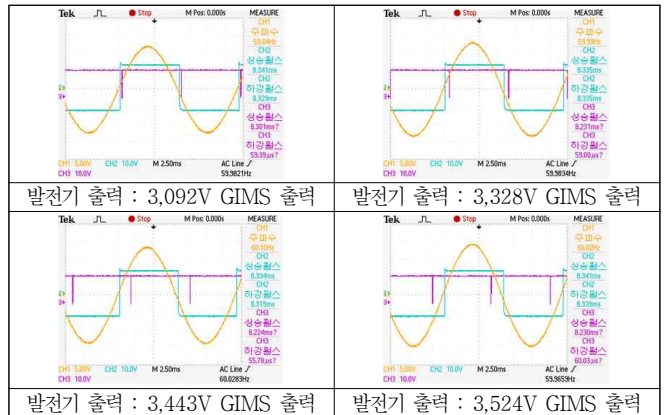 Tek Stop M Pos: 0.000s MEASURE
CH1
주파수
59.64Hz
CH2
상승펄스
8.341ms
CH2
하강펄스
8.329ms
CH3
상승펄스
8.301ms?
CH3
하강펄스
59.39µs?
CH1 5.00V CH2 10.0V M 2.50ms AC Line
CH3 10.0V 59.9821Hz
발전기 출력 : 3,092V GIMS 출력
Tek Stop M Pos: 0.000s MEASURE
CH1
주파수
59.99Hz
CH2
상승펄스
8.335ms
CH2
하강펄스
8.335ms
CH3
상승펄스
8.231ms?
CH3
하강펄스
59.00µs?
CH1 5.00V CH2 10.0V M 2.50ms AC Line
CH3 10.0V 59.9834Hz
발전기 출력 : 3,328V GIMS 출력
Tek Stop M Pos: 0.000s MEASURE
CH1
주파수
60.10Hz
CH2
상승펄스
8.334ms
CH2
하강펄스
8.319ms
CH3
상승펄스
8.224ms?
CH3
하강펄스
55.78µs?
CH1 5.00V CH2 10.0V M 2.50ms AC Line
CH3 10.0V 60.0283Hz
발전기 출력 : 3,443V GIMS 출력
Tek Stop M Pos: 0.000s MEASURE
CH1
주파수
60.02Hz
CH2
상승펄스
8.341ms
CH2
하강펄스
8.339ms
CH3
상승펄스
8.230ms?
CH3
하강펄스
60.03µs?
CH1 5.00V CH2 10.0V M 2.50ms AC Line
CH3 10.0V 59.9659Hz
발전기 출력 : 3,524V GIMS 출력